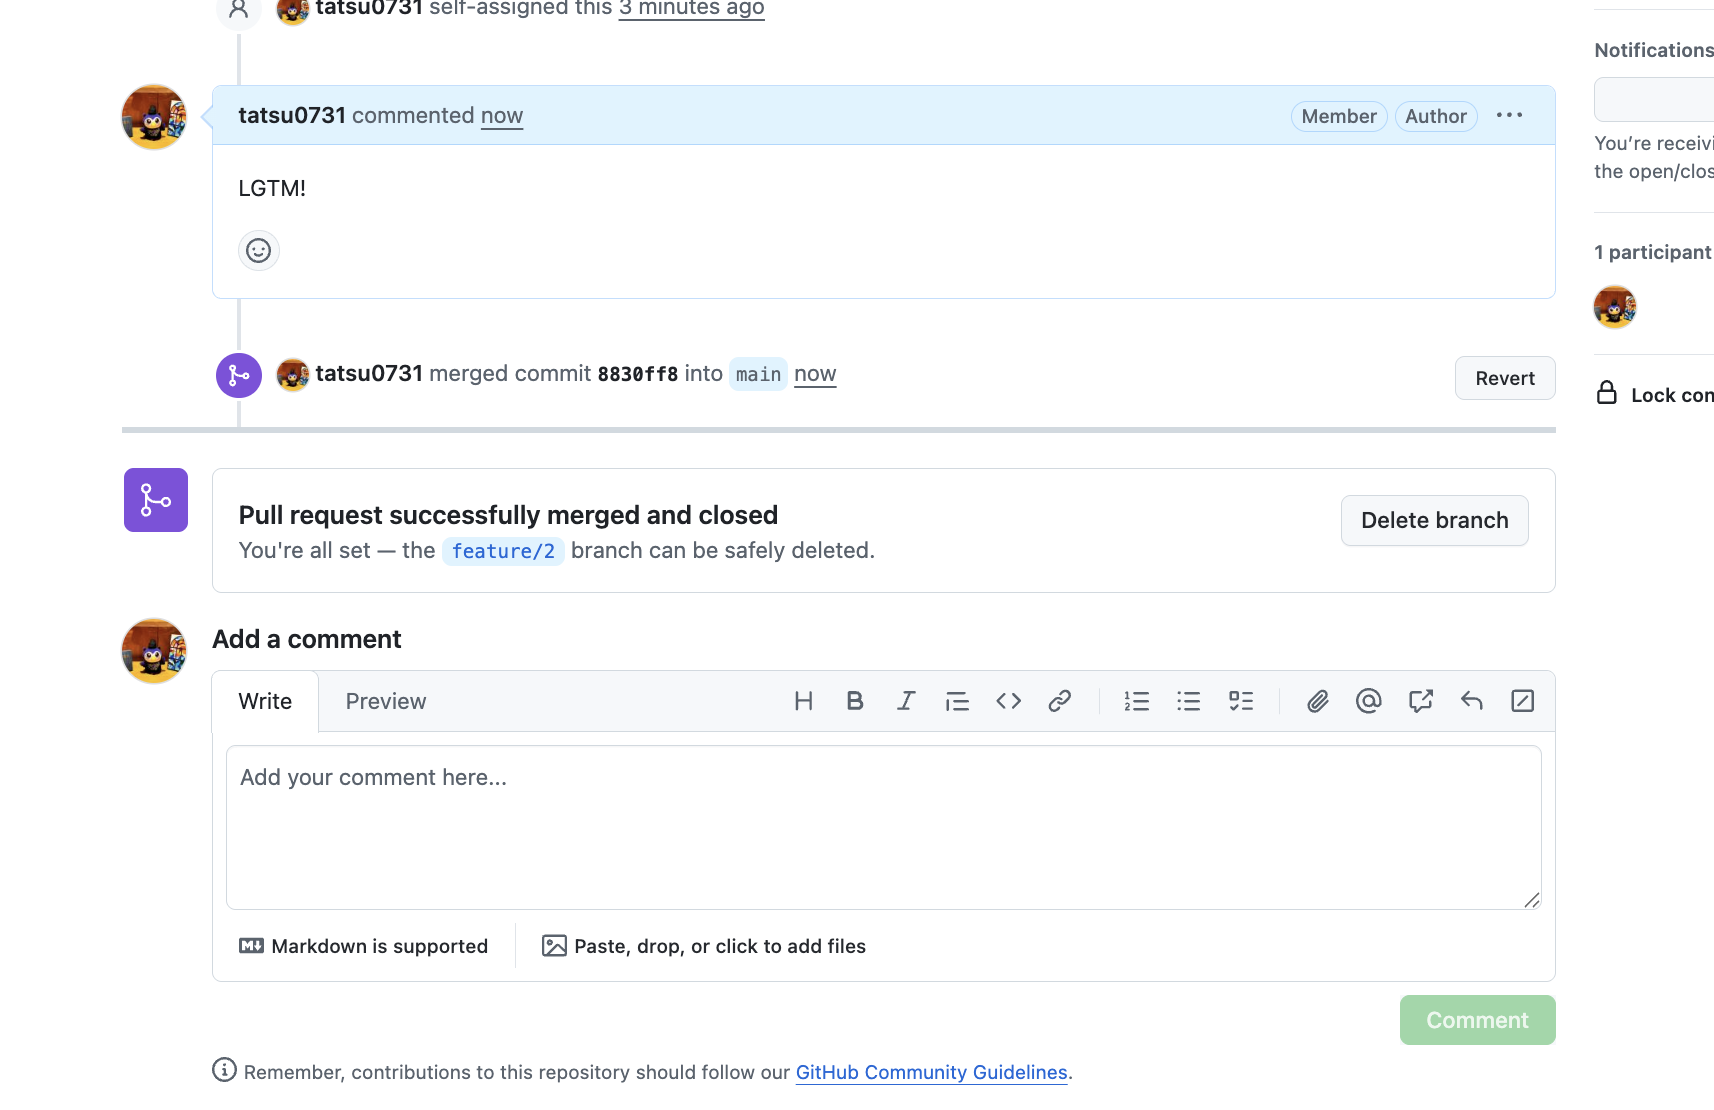 tatsu0731 self-assigned this 3 minutes ago
tatsu0731 commented now
Member
Author
LGTM!
tatsu0731 merged commit 8830ff8 into main now
Revert
Pull request successfully merged and closed
You're all set — the feature/2 branch can be safely deleted.
Delete branch
Add a comment
Write
Preview
Add your comment here...
Markdown is supported
Paste, drop, or click to add files
Comment
Remember, contributions to this repository should follow our GitHub Community Guidelines.
Notifications
You're receivi
the open/clos
1 participant
Lock con